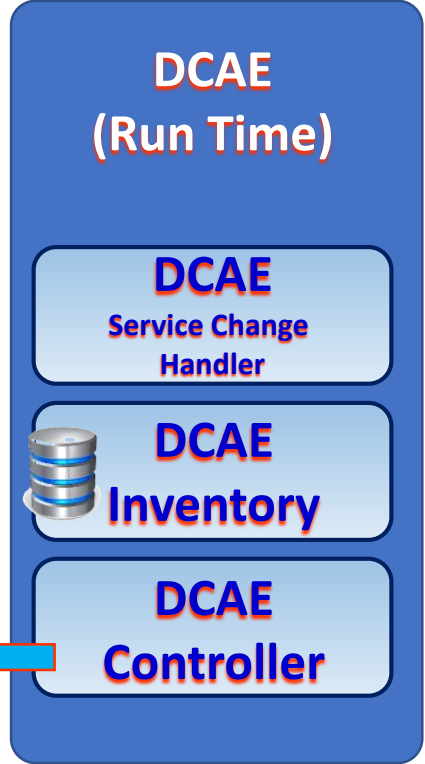 DCAE
(Run Time)
DCAE
Service Change
Handler
DCAE
Inventory
DCAE
Controller